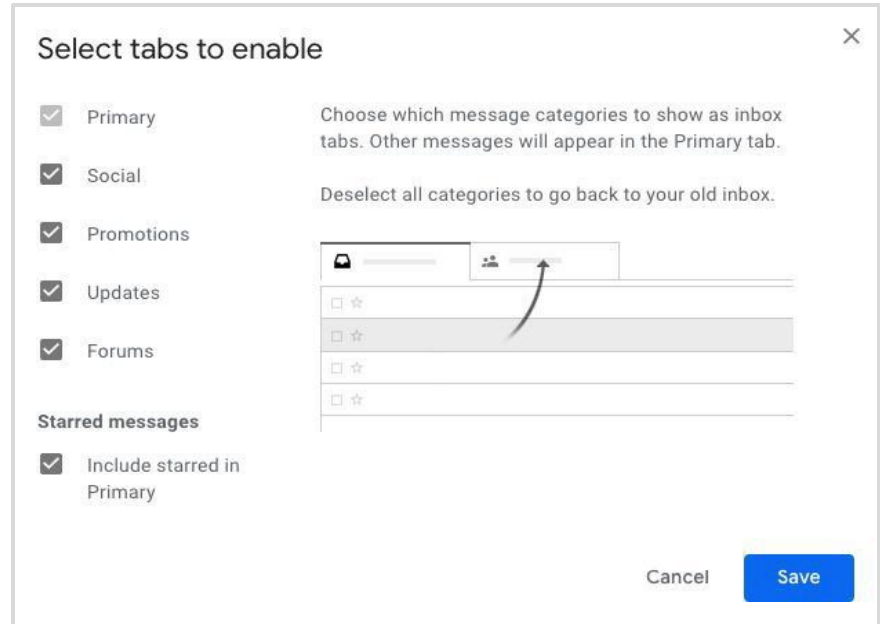 Select tabs to enable
Primary
Social
Promotions
Updates
Forums
Starred messages
Include starred in
Primary
Choose which message categories to show as inbox
tabs. Other messages will appear in the Primary tab.
Deselect all categories to go back to your old inbox.
Cancel
Save